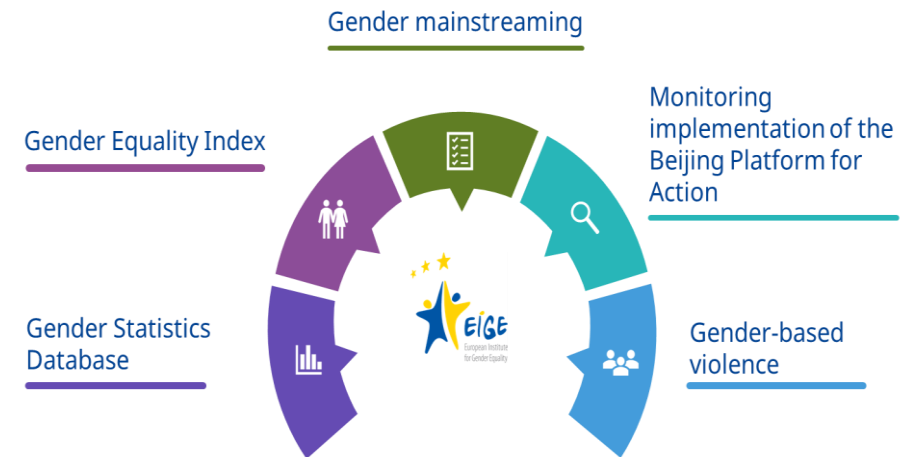 Gender mainstreaming
Gender Equality Index
Monitoring
implementation of the
Beijing Platform for
Action
Gender Statistics
Database
EIGE
European Institute
for Gender Equality
Gender-based
violence